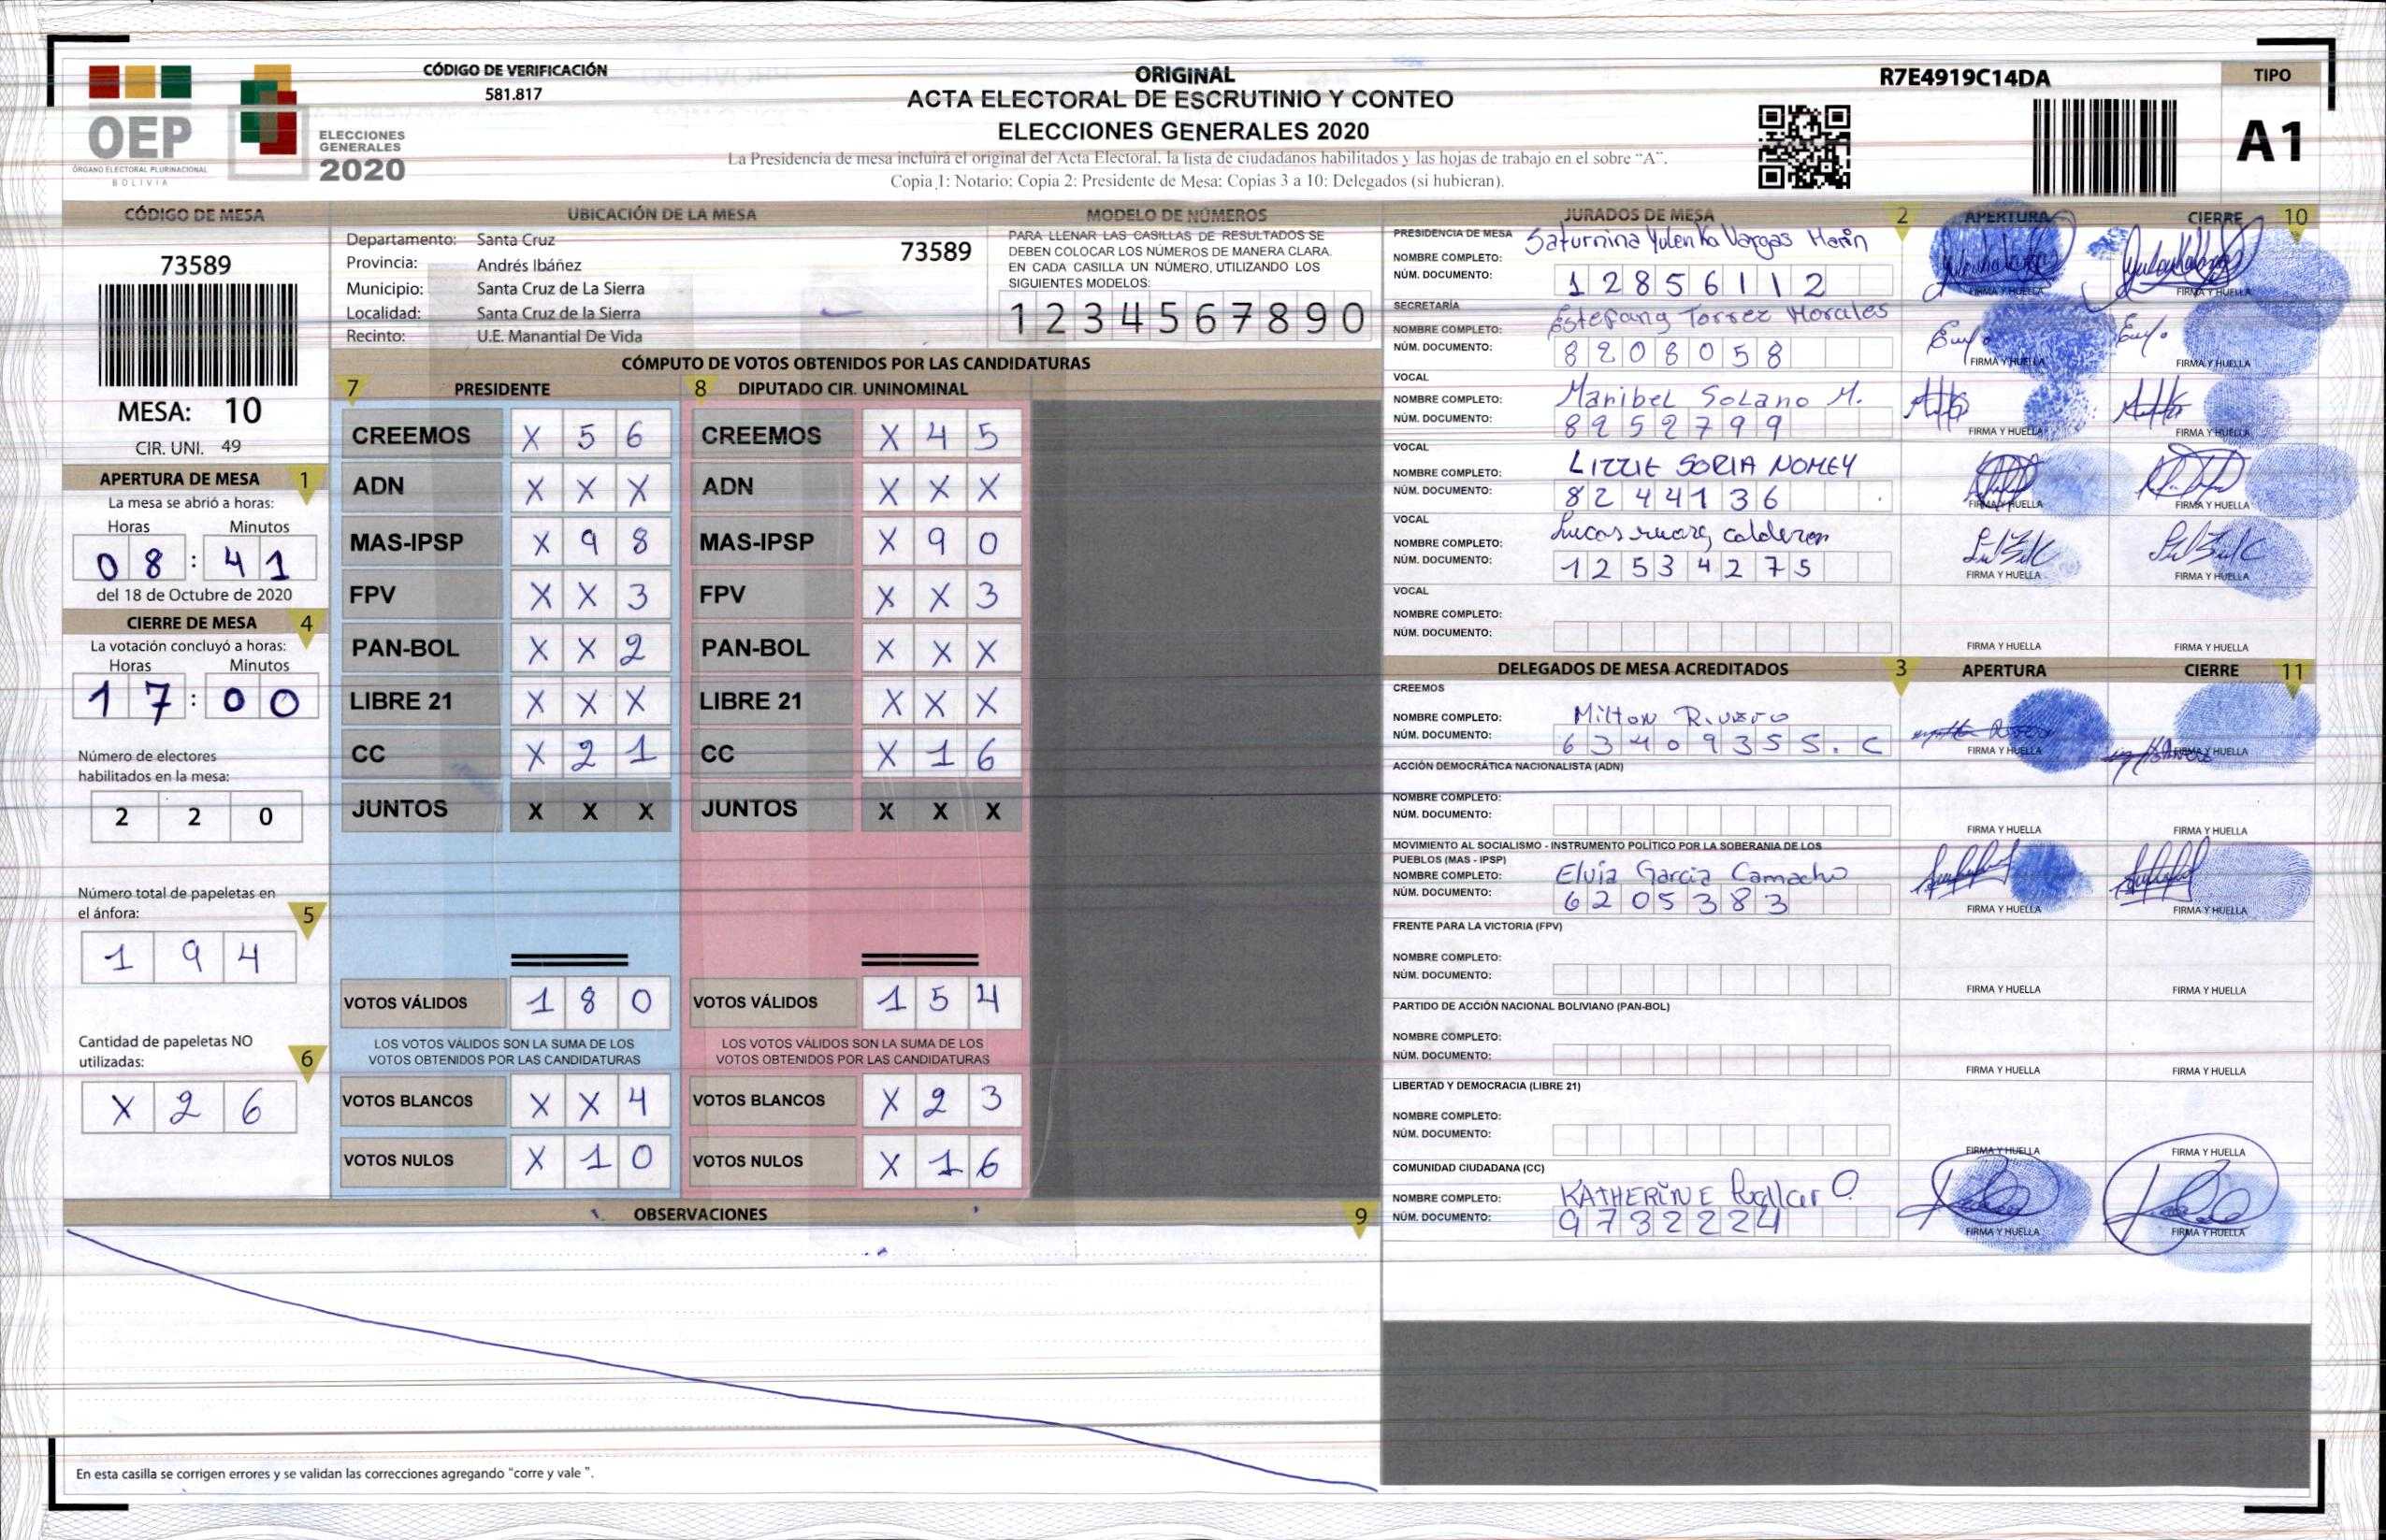 CÓDIGO DE VERIFICACIÓN
581.817
OEP
ÓRGANO ELECTORAL PLURINACIONAL
BOLIVIA
ELECCIONES
GENERALES
2020
ORIGINAL
ACTA ELECTORAL DE ESCRUTINIO Y CONTEO
ELECCIONES GENERALES 2020
La Presidencia de mesa incluirá el original del Acta Electoral, la lista de ciudadanos habilitados y las hojas de trabajo en el sobre "A".
Copia 1: Notario; Copia 2: Presidente de Mesa: Copias 3 a 10: Delegados (si hubieran).
R7E4919C14DA
TIPO
A1
CÓDIGO DE MESA
73589
MESA: 10
CIR. UNI. 49
APERTURA DE MESA 1
La mesa se abrió a horas:
Horas Minutos
08:41
del 18 de Octubre de 2020
CIERRE DE MESA 4
La votación concluyó a horas:
Horas Minutos
17:00
Número de electores
habilitados en la mesa:
2 2 0
Número total de papeletas en
el ánfora: 5
1 9 4
Cantidad de papeletas NO
utilizadas: 6
X 2 6
UBICACIÓN DE LA MESA
Departamento: Santa Cruz
73589
Provincia: Andrés Ibáñez
Municipio: Santa Cruz de La Sierra
Localidad: Santa Cruz de la Sierra
Recinto: U.E. Manantial De Vida
MODELO DE NÚMEROS
PARA LLENAR LAS CASILLAS DE RESULTADOS SE
DEBEN COLOCAR LOS NÚMEROS DE MANERA CLARA.
EN CADA CASILLA UN NÚMERO, UTILIZANDO LOS
SIGUIENTES MODELOS:
1 2 3 4 5 6 7 8 9 0
CÓMPUTO DE VOTOS OBTENIDOS POR LAS CANDIDATURAS
7 PRESIDENTE 8 DIPUTADO CIR. UNINOMINAL
CREEMOS X 5 6 CREEMOS X 4 5
ADN X X X ADN X X X
MAS-IPSP X 9 8 MAS-IPSP X 9 0
FPV X X 3 FPV X X 3
PAN-BOL X X 2 PAN-BOL X X X
LIBRE 21 X X X LIBRE 21 X X X
CC X 2 1 CC X 1 6
JUNTOS X X X JUNTOS X X X
VOTOS VÁLIDOS 1 8 0 VOTOS VÁLIDOS 1 5 4
LOS VOTOS VÁLIDOS SON LA SUMA DE LOS LOS VOTOS VÁLIDOS SON LA SUMA DE LOS
VOTOS OBTENIDOS POR LAS CANDIDATURAS VOTOS OBTENIDOS POR LAS CANDIDATURAS
VOTOS BLANCOS X X 4 VOTOS BLANCOS X 2 3
VOTOS NULOS X 1 0 VOTOS NULOS X 1 6
OBSERVACIONES 9
En esta casilla se corrigen errores y se validan las correcciones agregando "corre y vale ".
JURADOS DE MESA 2 APERTURA CIERRE 10
PRESIDENCIA DE MESA
NOMBRE COMPLETO: Saturnina Yulenka Vargas Marin
NÚM. DOCUMENTO: 12856112
FIRMA Y HUELLA FIRMA Y HUELLA
SECRETARÍA
NOMBRE COMPLETO: Estefany Torrez Morales
NÚM. DOCUMENTO: 8208058
FIRMA Y HUELLA FIRMA Y HUELLA
VOCAL
NOMBRE COMPLETO: Maribel Solano M.
NÚM. DOCUMENTO: 8952799
FIRMA Y HUELLA FIRMA Y HUELLA
VOCAL
NOMBRE COMPLETO: LIZZIE SORIA NOMEY
NÚM. DOCUMENTO: 8244136
FIRMA Y HUELLA FIRMA Y HUELLA
VOCAL
NOMBRE COMPLETO: Lucas calderon
NÚM. DOCUMENTO: 12534275
FIRMA Y HUELLA FIRMA Y HUELLA
VOCAL
NOMBRE COMPLETO:
NÚM. DOCUMENTO:
FIRMA Y HUELLA FIRMA Y HUELLA
DELEGADOS DE MESA ACREDITADOS 3 APERTURA CIERRE 11
CREEMOS
NOMBRE COMPLETO: Milton Rivero
NÚM. DOCUMENTO: 6340935S.C
FIRMA Y HUELLA FIRMA Y HUELLA
ACCIÓN DEMOCRÁTICA NACIONALISTA (ADN)
NOMBRE COMPLETO:
NÚM. DOCUMENTO:
FIRMA Y HUELLA FIRMA Y HUELLA
MOVIMIENTO AL SOCIALISMO - INSTRUMENTO POLÍTICO POR LA SOBERANIA DE LOS
PUEBLOS (MAS - IPSP)
NOMBRE COMPLETO: Elvia Garcia Camacho
NÚM. DOCUMENTO: 6205383
FIRMA Y HUELLA FIRMA Y HUELLA
FRENTE PARA LA VICTORIA (FPV)
NOMBRE COMPLETO:
NÚM. DOCUMENTO:
FIRMA Y HUELLA FIRMA Y HUELLA
PARTIDO DE ACCIÓN NACIONAL BOLIVIANO (PAN-BOL)
NOMBRE COMPLETO:
NÚM. DOCUMENTO:
FIRMA Y HUELLA FIRMA Y HUELLA
LIBERTAD Y DEMOCRACIA (LIBRE 21)
NOMBRE COMPLETO:
NÚM. DOCUMENTO:
FIRMA Y HUELLA FIRMA Y HUELLA
COMUNIDAD CIUDADANA (CC)
NOMBRE COMPLETO: KATHERINE
NÚM. DOCUMENTO: 9732224
FIRMA Y HUELLA FIRMA Y HUELLA